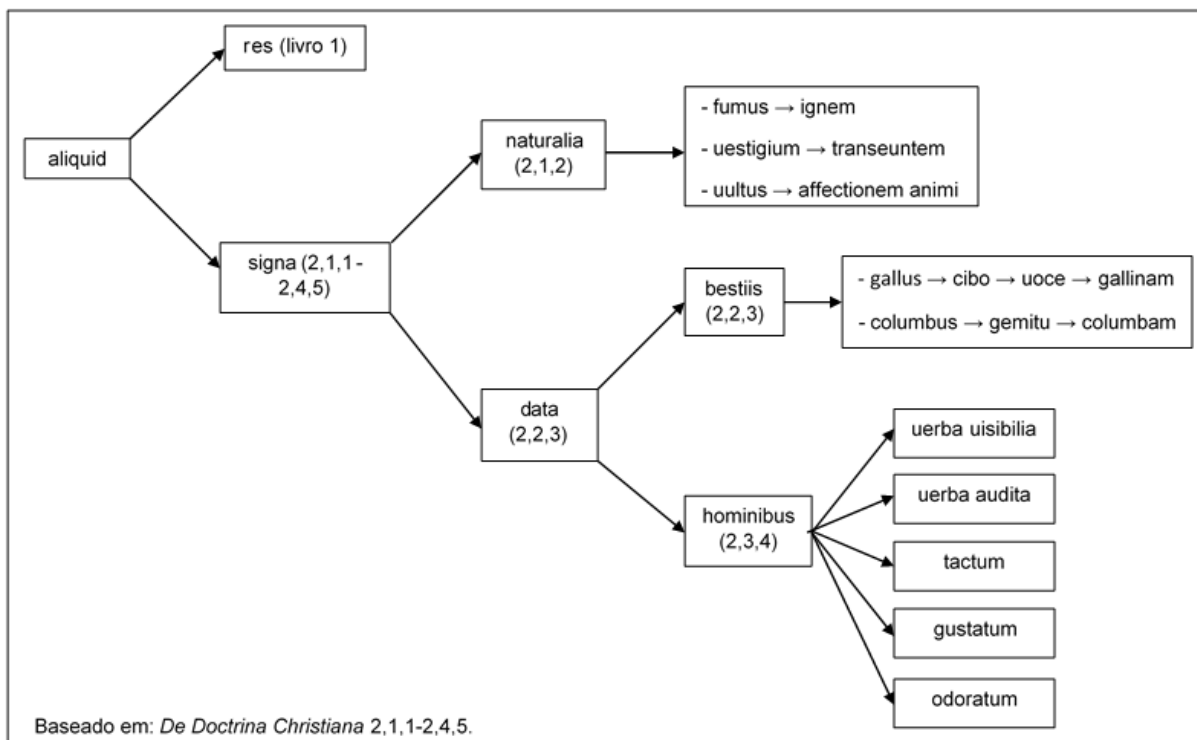 res (livro 1)
aliquid
signa (2,1,1 -
2,4,5)
naturalia
(2,1,2)
- fumus → ignem
- uestigium → transeuntem
- uultus → affectionem animi
data
(2,2,3)
bestiis
(2,2,3)
- gallus → cibo → uoce → gallinam
- columbus → gemitu → columbam
hominibus
(2,3,4)
uerba uisibilia
uerba audita
tactum
gustatum
odoratum
Baseado em: De Doctrina Christiana 2,1,1-2,4,5.